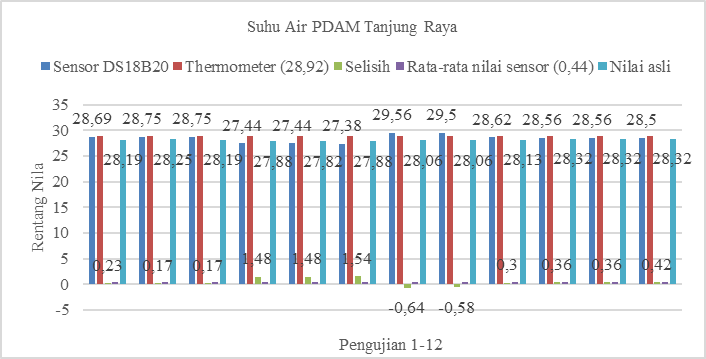 Suhu Air PDAM Tanjung Raya
Sensor DS18B20 Thermometer (28,92) Selisih Rata-rata nilai sensor (0,44) Nilai asli
Rentang Nila
35
30
25
20
15
10
5
0
-5
28,69 28,75 28,75 27,44 27,44 27,38 29,56 29,5 28,62 28,56 28,56 28,5
28,19 28,25 28,19 27,88 27,82 27,88 28,06 28,06 28,13 28,32 28,32 28,32
0,23 0,17 0,17 1,48 1,48 1,54 -0,64 -0,58 0,3 0,36 0,36 0,42
Pengujian 1-12